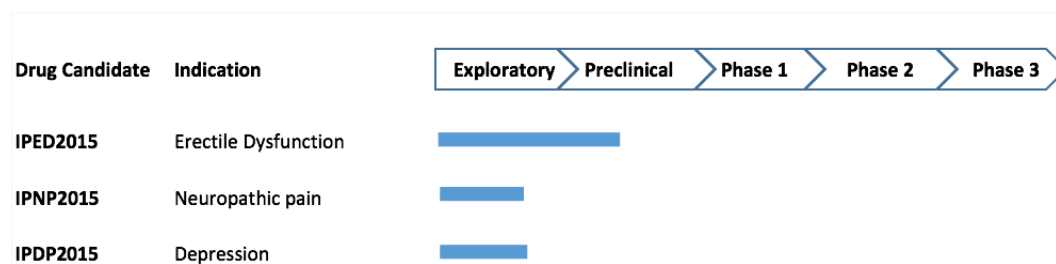 Drug Candidate Indication Exploratory Preclinical Phase 1 Phase 2 Phase 3
IPED2015 Erectile Dysfunction
IPNP2015 Neuropathic pain
IPDP2015 Depression